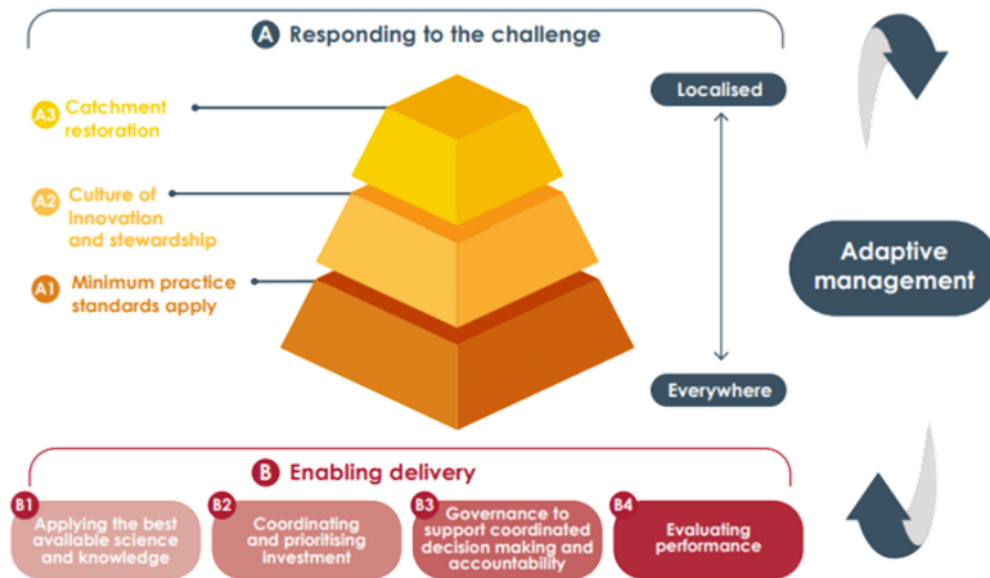 A Responding to the challenge
A3 Catchment
restoration
Localised
A2 Culture of
innovation
and stewardship
Adaptive
management
A1 Minimum practice
standards apply
Everywhere
B Enabling delivery
B1 Applying the best
available science
and knowledge
B2 Coordinating
and prioritising
investment
B3 Governance to
support coordinated
decision making and
accountability
B4 Evaluating
performance